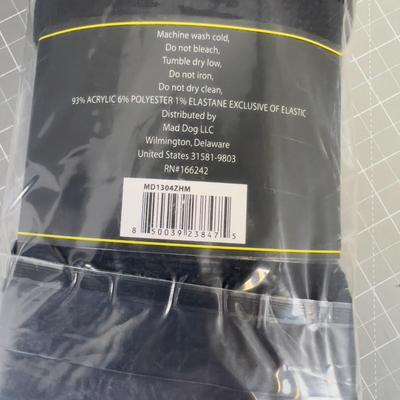 Machine wash cold,
Do not bleach,
Tumble dry low,
Do not iron,
Do not dry clean,
93% ACRYLIC 6% POLYESTER 1% ELASTANE EXCLUSIVE OF ELASTIC
Distributed by
Mad Dog LLC
Wilmington, Delaware
United States 31581-9803
RN#166242
MD1304ZHM
8 50039 23847 5